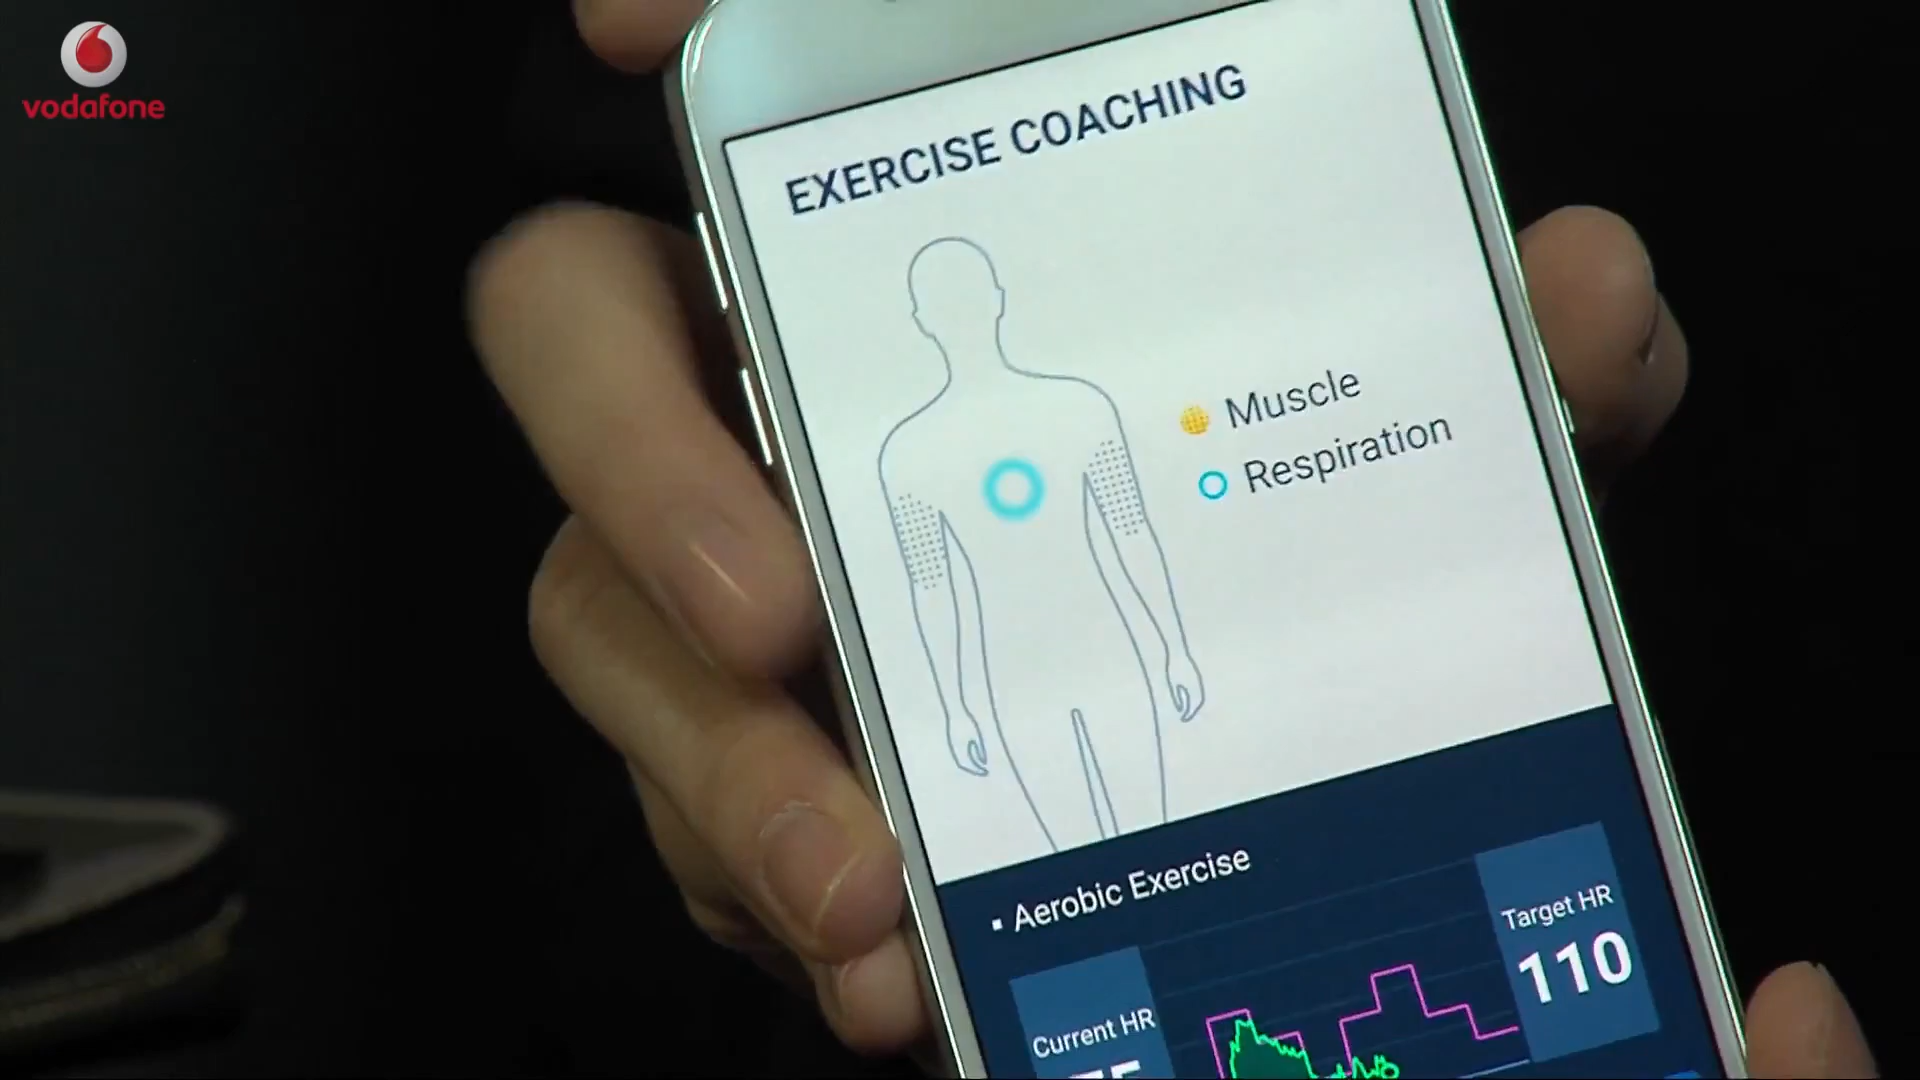 vodafone
EXERCISE COACHING
Muscle
Respiration
Aerobic Exercise
Target HR
110
Current HR